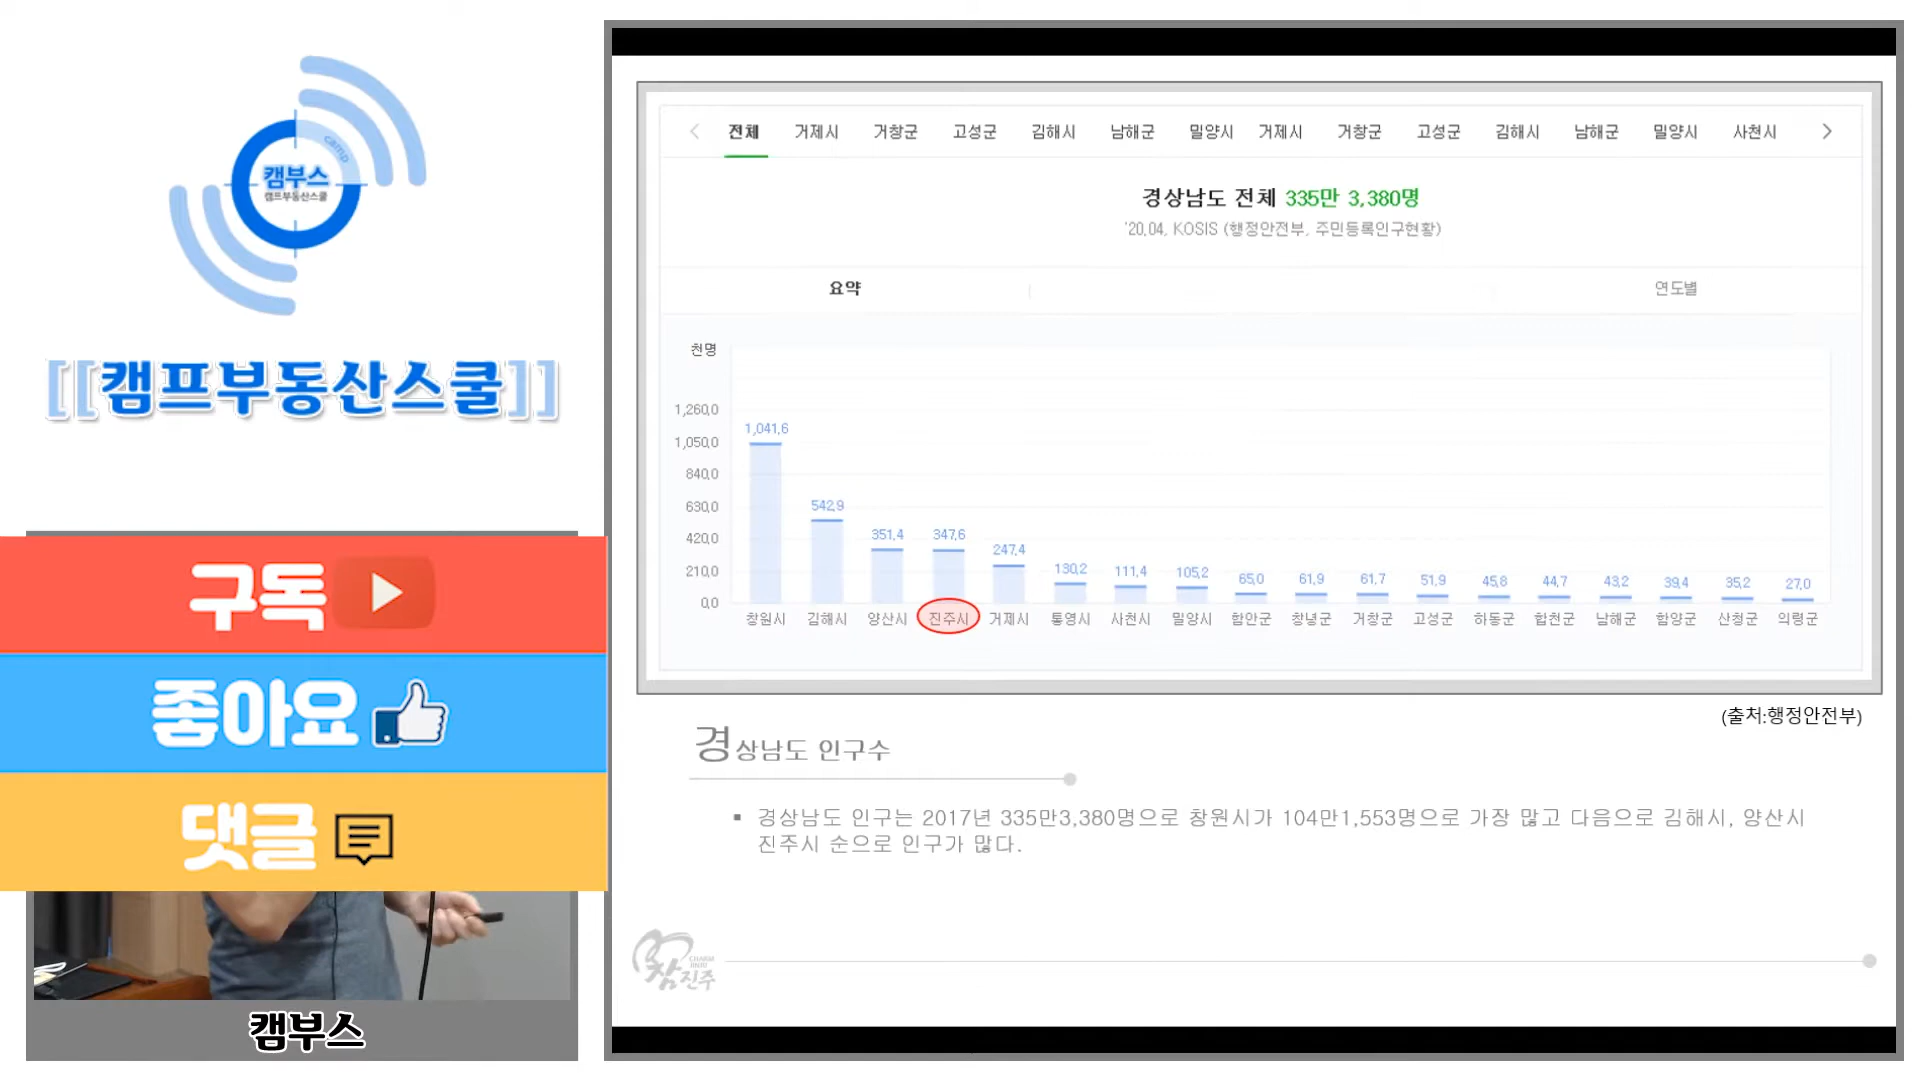 camp
캠부스
캠프부동산스쿨
[[캠프부동산스쿨]]
구독
좋아요
댓글
캠부스
전체 거제시 거창군 고성군 김해시 남해군 밀양시 거제시 거창군 고성군 김해시 남해군 밀양시 사천시
경상남도 전체 335만 3,380명
'20.04. KOSIS (행정안전부, 주민등록인구현황)
요약 연도별
천명
1,260.0
1,050.0
840.0
630.0
420.0
210.0
0.0
1,041.6 542.9 351.4 347.6 247.4 130.2 111.4 105.2 65.0 61.9 61.7 51.9 45.8 44.7 43.2 39.4 35.2 27.0
창원시 김해시 양산시 진주시 거제시 통영시 사천시 밀양시 함안군 창녕군 거창군 고성군 하동군 합천군 남해군 함양군 산청군 의령군
(출처:행정안전부)
경상남도 인구수
▪ 경상남도 인구는 2017년 335만3,380명으로 창원시가 104만1,553명으로 가장 많고 다음으로 김해시, 양산시
진주시 순으로 인구가 많다.
CHARM
JINJU
참진주